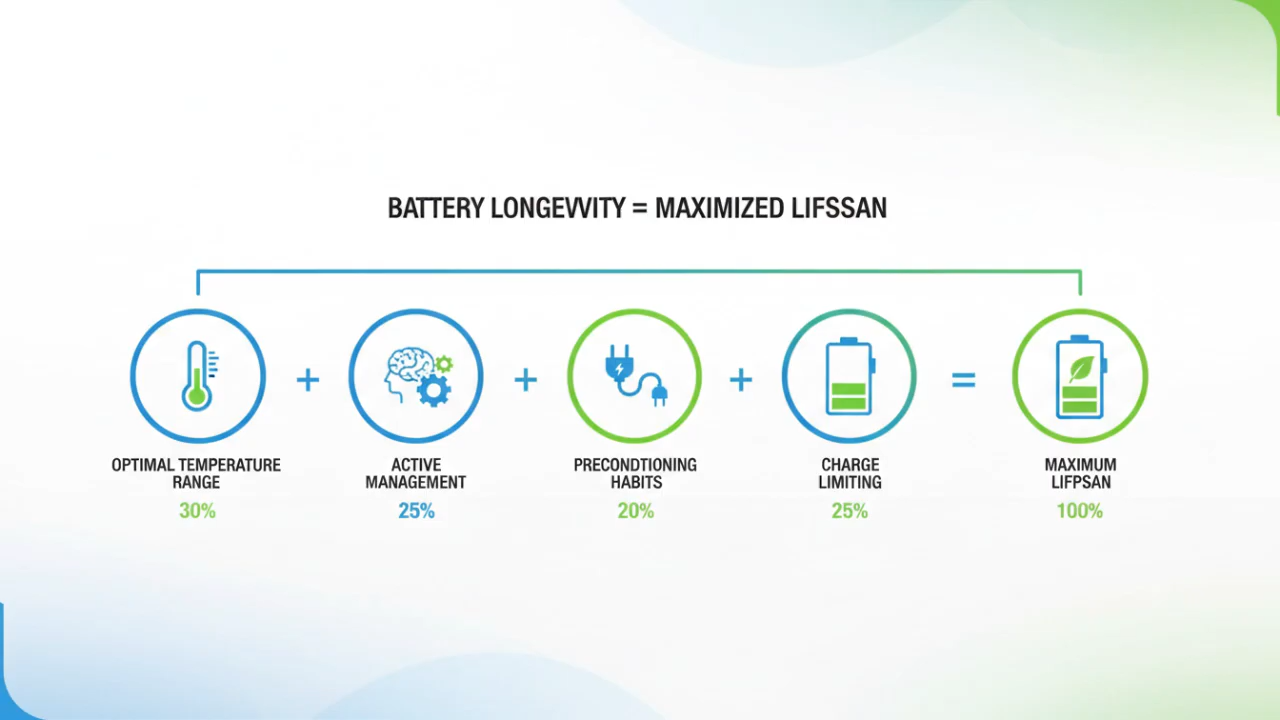 BATTERY LONGEVVITY = MAXIMIZED LIFSSAN
+ + + =
OPTIMAL TEMPERATURE
RANGE
30%
ACTIVE
MANAGEMENT
25%
PRECONDTIONING
HABITS
20%
CHARGE
LIMITING
25%
MAXIMUM
LIFPSAN
100%